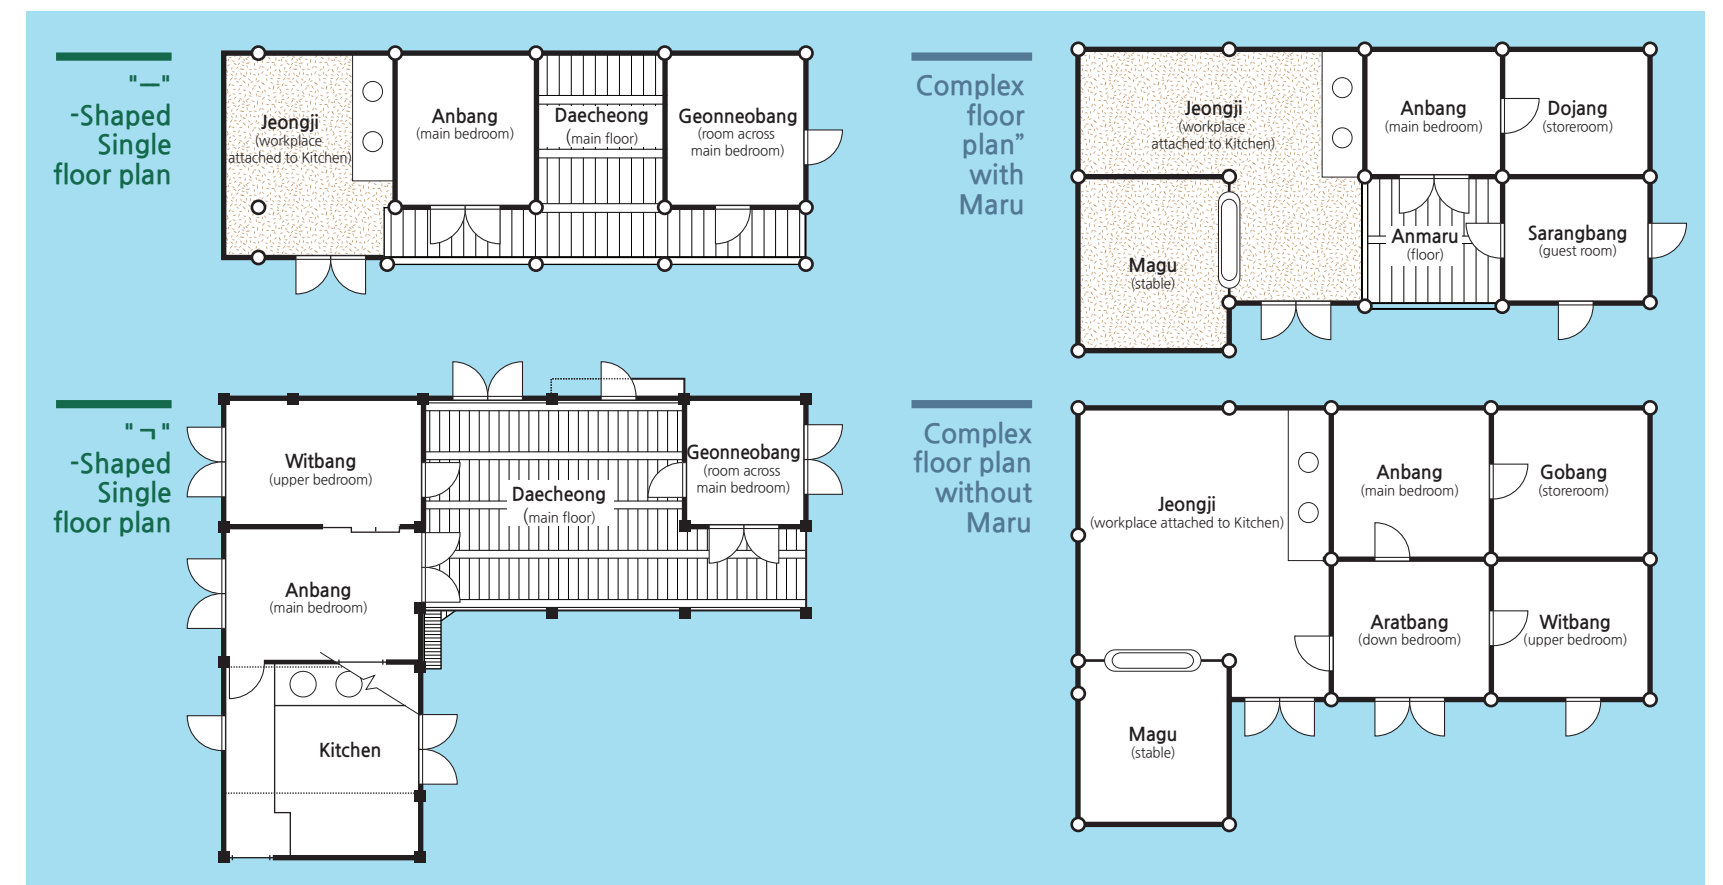 "ㅡ"
-Shaped
Single
floor plan
Jeongji
(workplace
attached to Kitchen)
Anbang
(main bedroom)
Daecheong
(main floor)
Geonneobang
(room across
main bedroom)
Complex
floor
plan”
with
Maru
Jeongji
(workplace
attached to Kitchen)
Anbang
(main bedroom)
Dojang
(storeroom)
Magu
(stable)
Anmaru
(floor)
Sarangbang
(guest room)
"ㄱ"
-Shaped
Single
floor plan
Witbang
(upper bedroom)
Daecheong
(main floor)
Geonneobang
(room across
main bedroom)
Anbang
(main bedroom)
Kitchen
Complex
floor plan
without
Maru
Jeongji
(workplace attached to Kitchen)
Anbang
(main bedroom)
Gobang
(storeroom)
Aratbang
(down bedroom)
Witbang
(upper bedroom)
Magu
(stable)